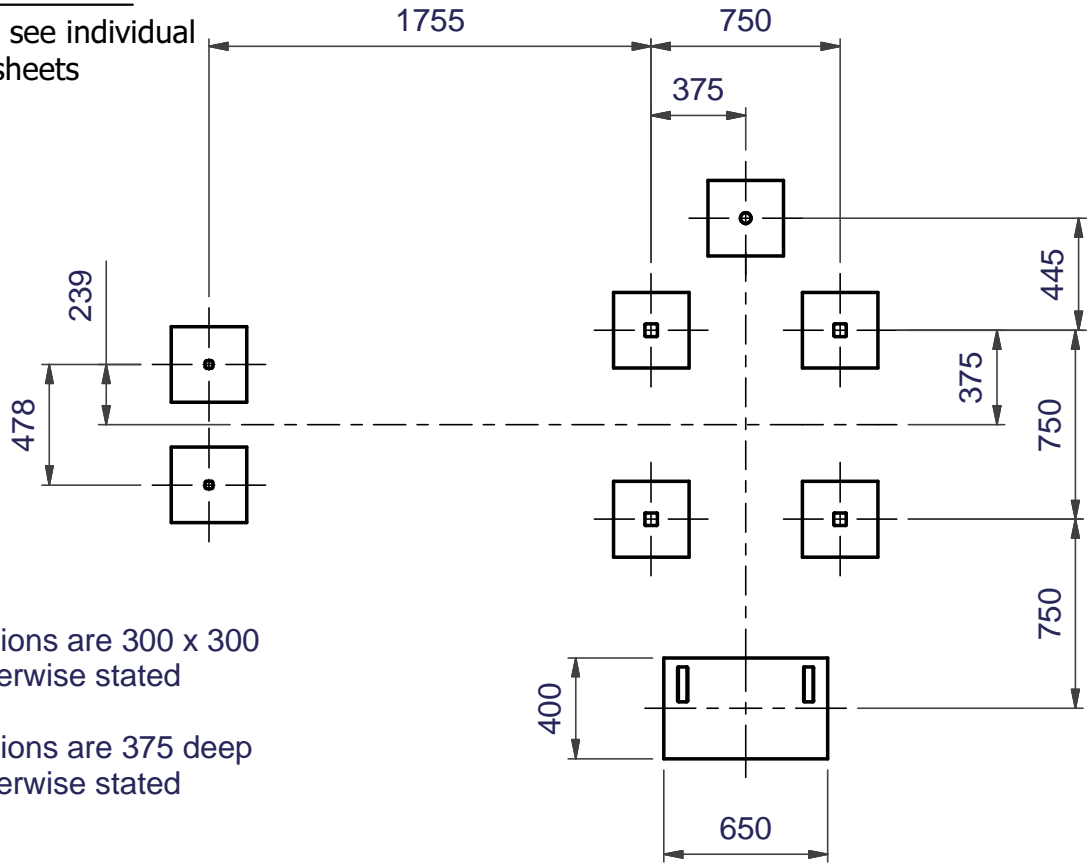 see individual
sheets
1755
750
375
239
478
445
375
750
750
400
650
ions are 300 x 300
erwise stated
ions are 375 deep
erwise stated